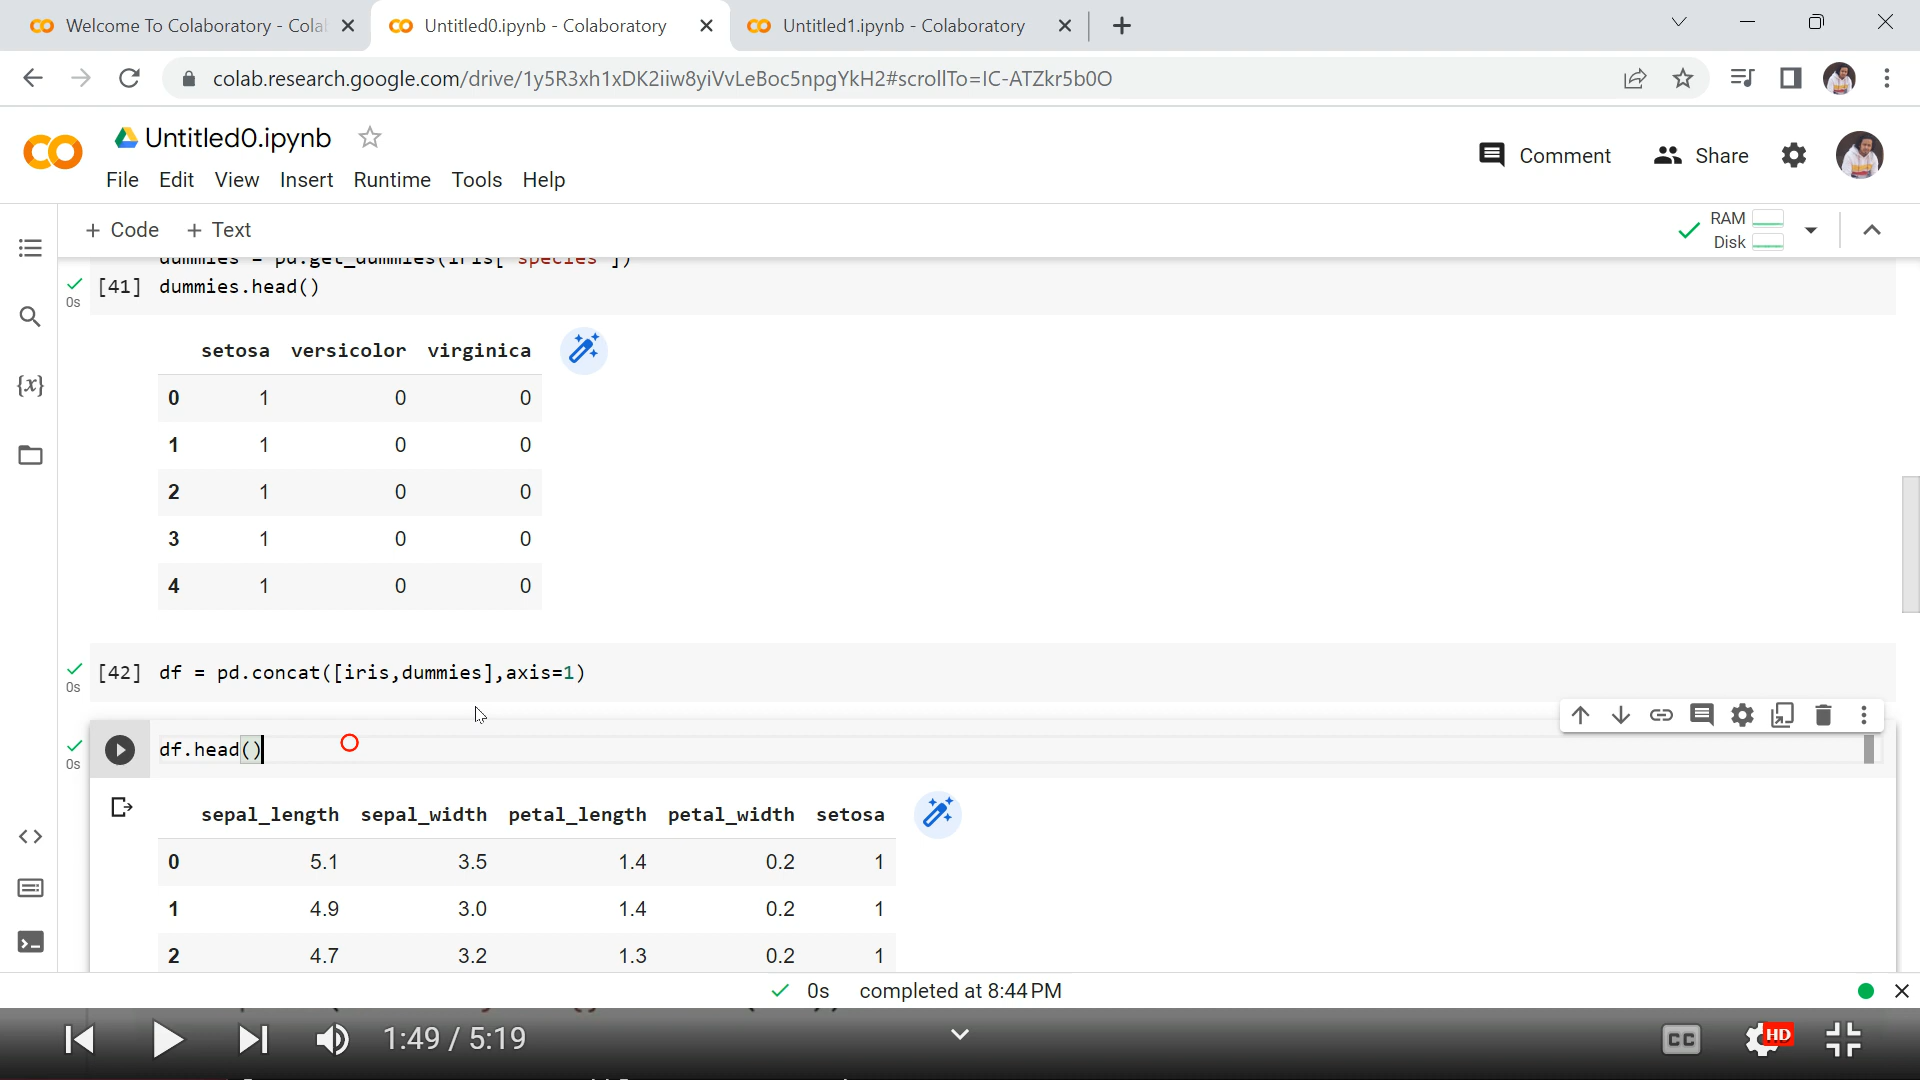 Welcome To Colaboratory - Cola
Untitled0.ipynb - Colaboratory
Untitled1.ipynb - Colaboratory
colab.research.google.com/drive/1y5R3xh1xDK2iiw8yiVvLeBoc5npgYkH2#scrollTo=IC-ATZkr5b0O
CO Untitled0.ipynb
Comment Share
File Edit View Insert Runtime Tools Help
+ Code + Text
RAM
Disk
dummies = pd.get_dummies(iris["species"])
[41] dummies.head()
0s
setosa versicolor virginica
0 1 0 0
1 1 0 0
2 1 0 0
3 1 0 0
4 1 0 0
[42] df = pd.concat([iris,dummies],axis=1)
0s
df.head()
0s
sepal_length sepal_width petal_length petal_width setosa
0 5.1 3.5 1.4 0.2 1
1 4.9 3.0 1.4 0.2 1
2 4.7 3.2 1.3 0.2 1
0s completed at 8:44 PM
1:49 / 5:19
CC HD